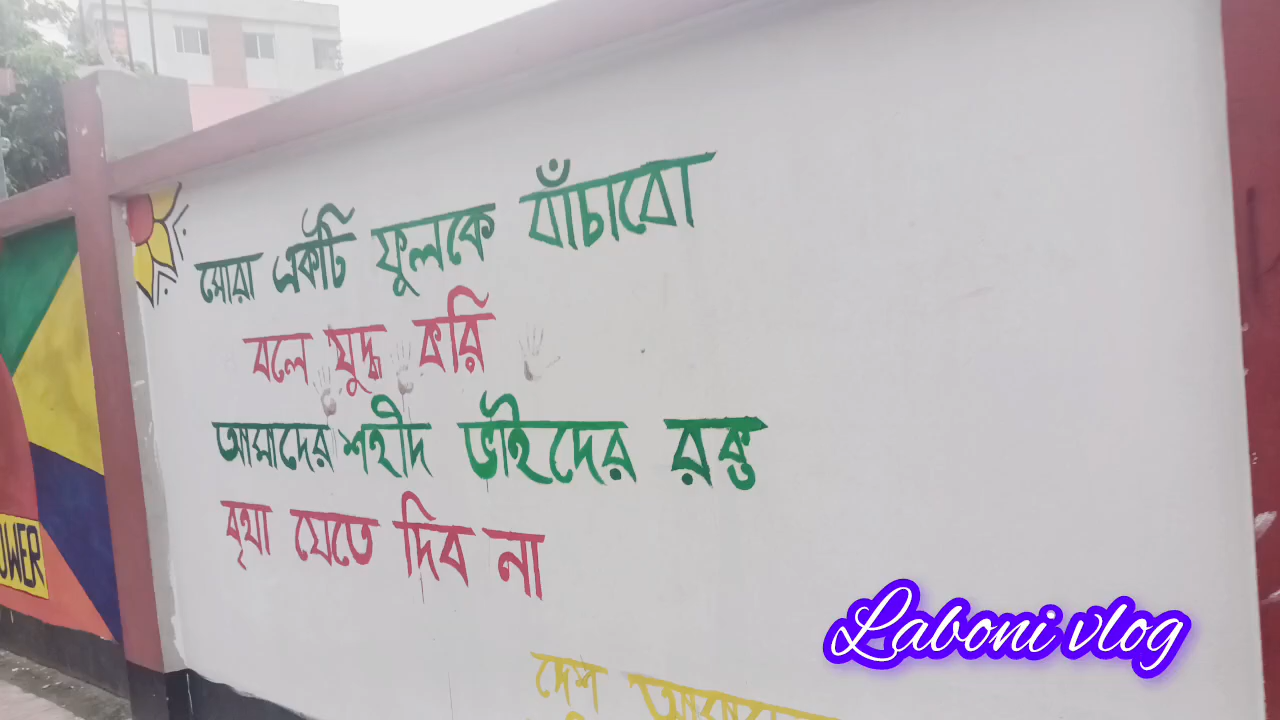 মোরা একটি ফুলকে বাঁচাবো
বলে যুদ্ধ করি
আমাদের শহীদ ভাইদের রক্ত
বৃথা যেতে দিব না
দেশ
OWER
Laboni vlog